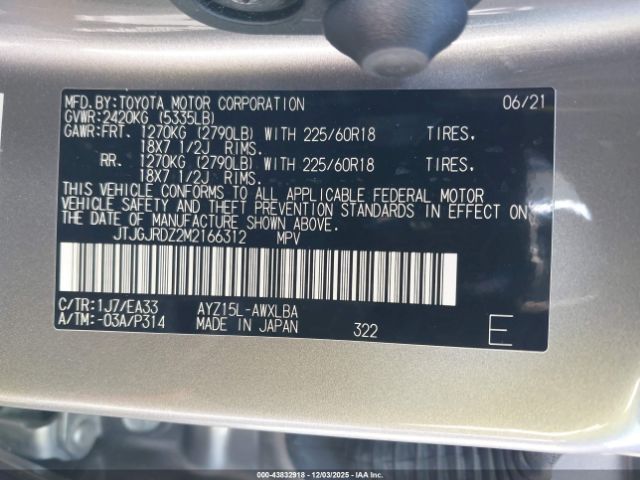 MFD.BY:TOYOTA MOTOR CORPORATION 06/21
GVWR:2420KG (5335LB)
GAWR:FRT. 1270KG (2790LB) WITH 225/60R18 TIRES.
18X7 1/2J RIMS.
RR. 1270KG (2790LB) WITH 225/60R18 TIRES.
18X7 1/2J RIMS.
THIS VEHICLE CONFORMS TO ALL APPLICABLE FEDERAL MOTOR
VEHICLE SAFETY AND THEFT PREVENTION STANDARDS IN EFFECT ON
THE DATE OF MANUFACTURE SHOWN ABOVE.
JTJGJRDZ2M2166312 MPV
C/TR:1J7/EA33 AYZ15L-AWXLBA
A/TM:-03A/P314 MADE IN JAPAN 322 E
000-43832918 - 12/03/2025 - IAA, Inc.